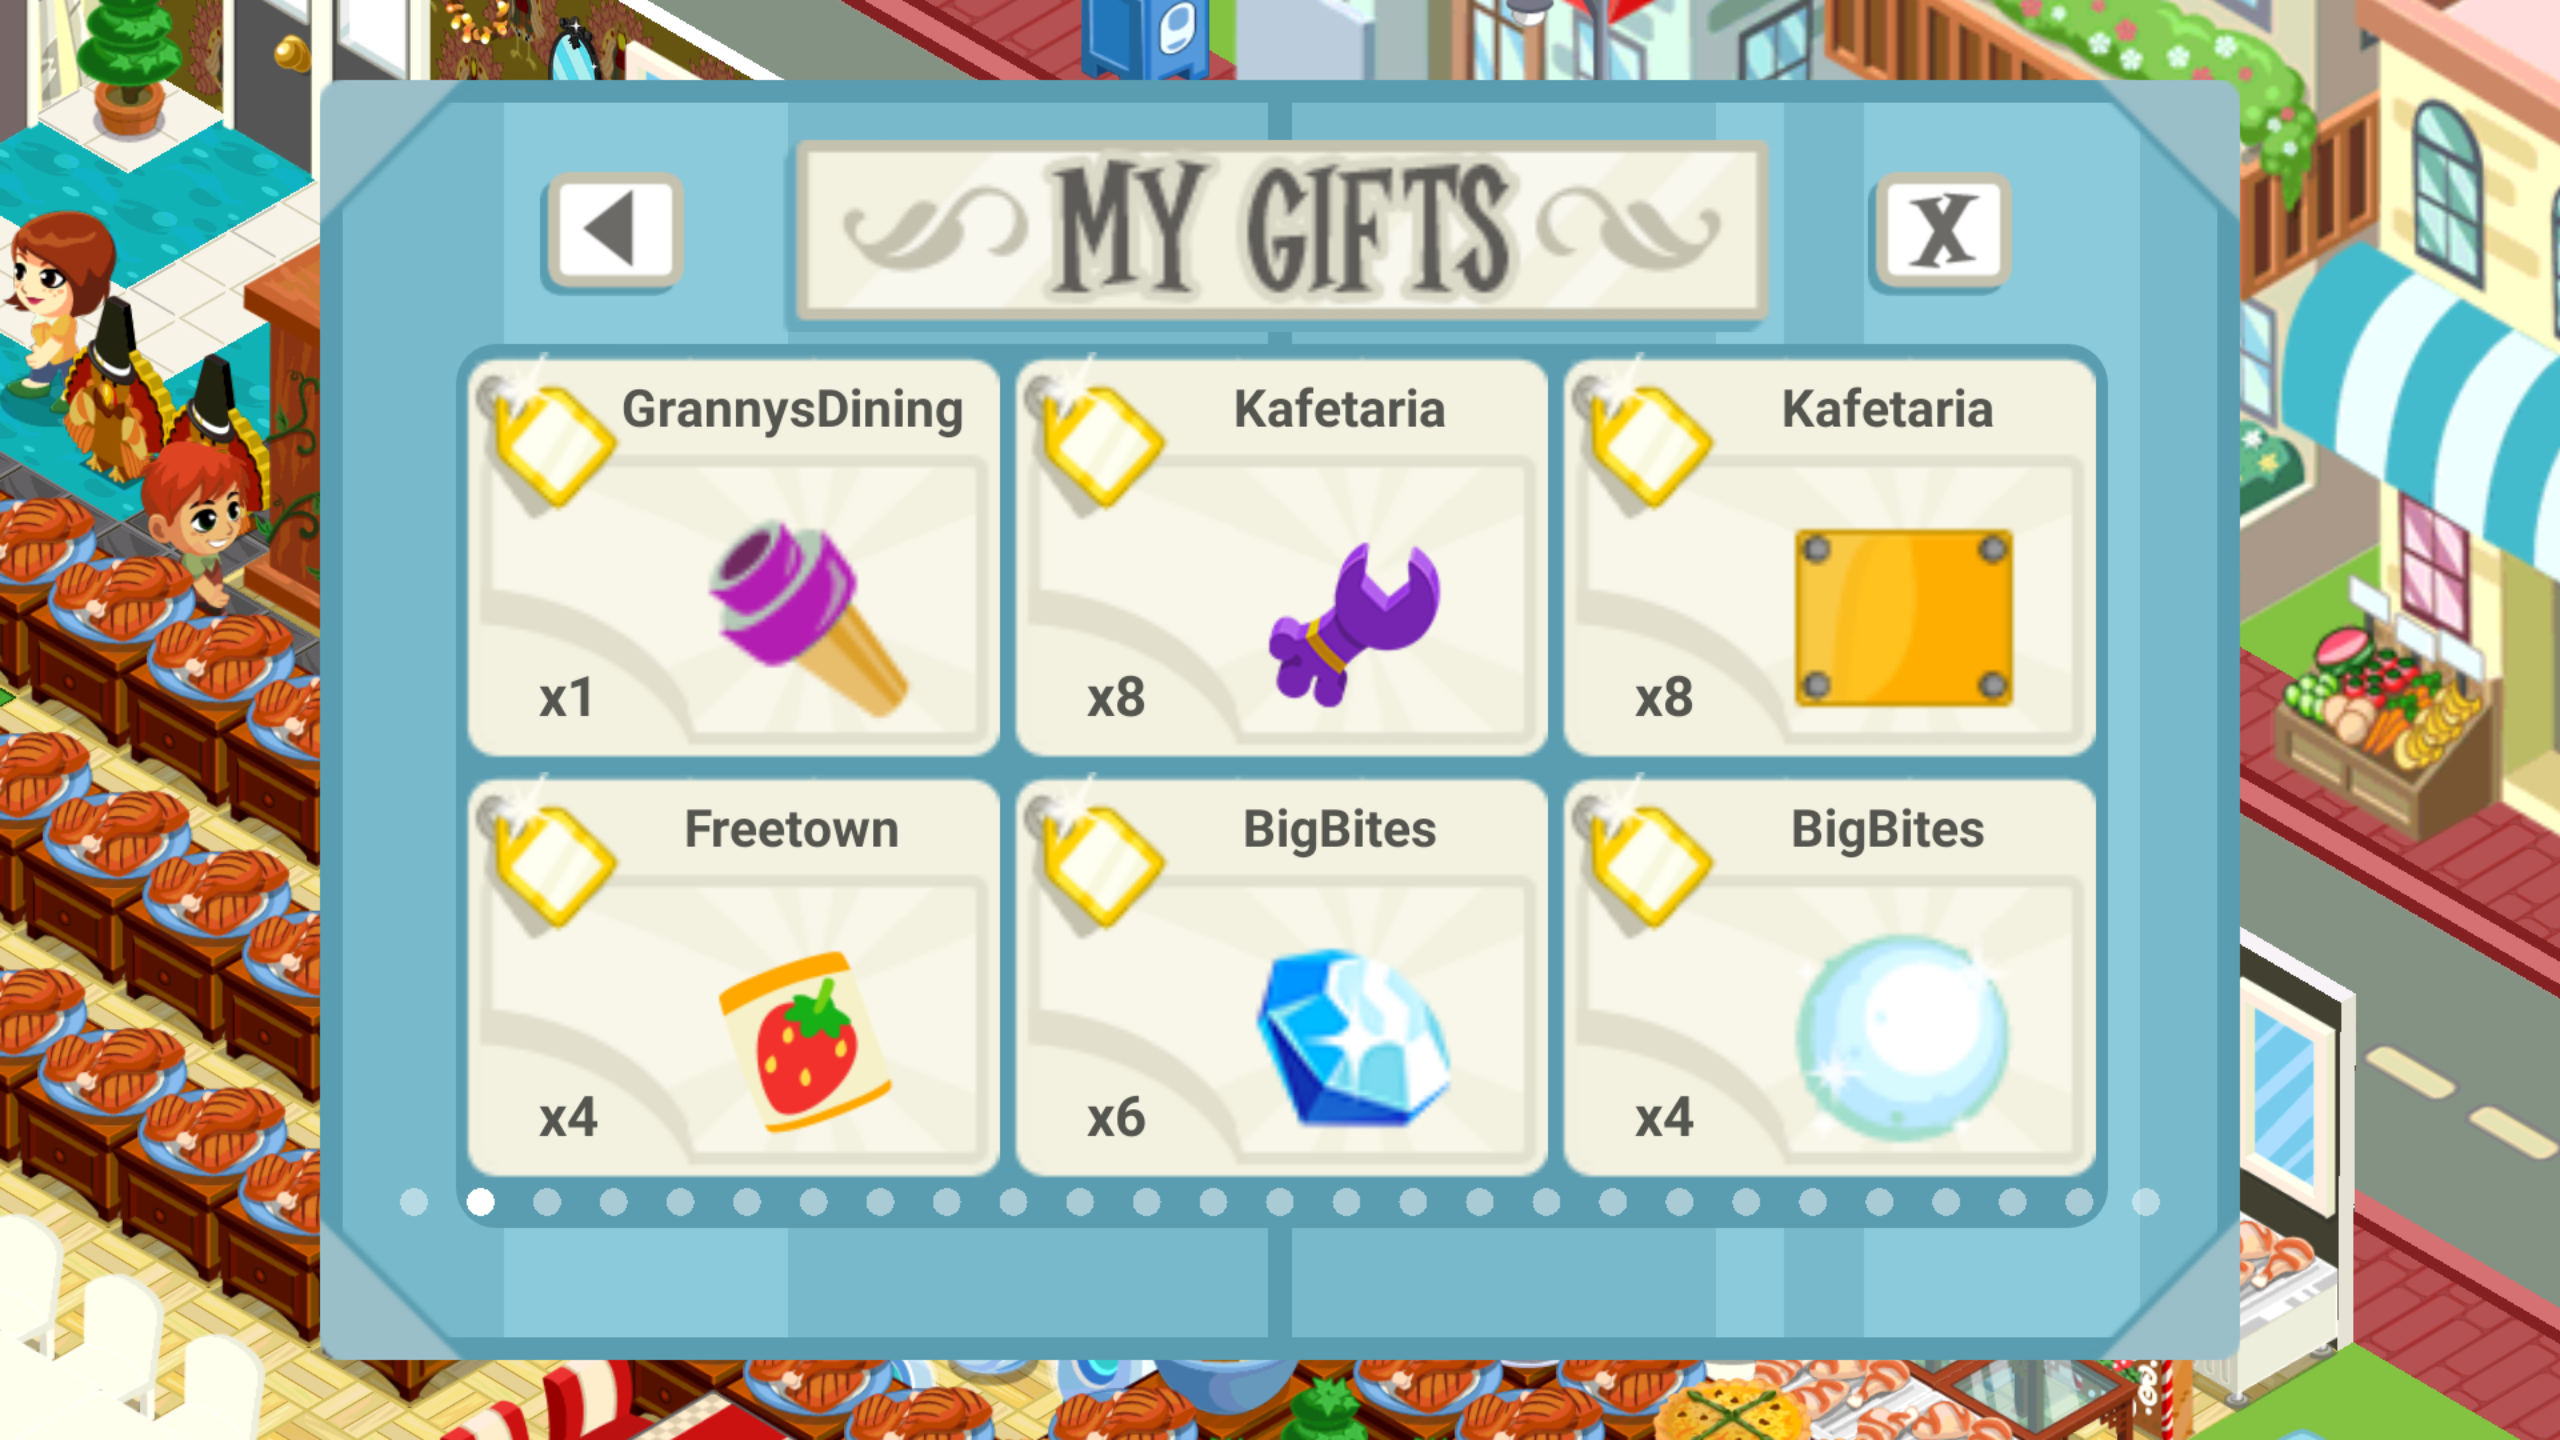 MY GIFTS
X
GrannysDining
x1
Kafetaria
x8
Kafetaria
x8
Freetown
x4
BigBites
x6
BigBites
x4